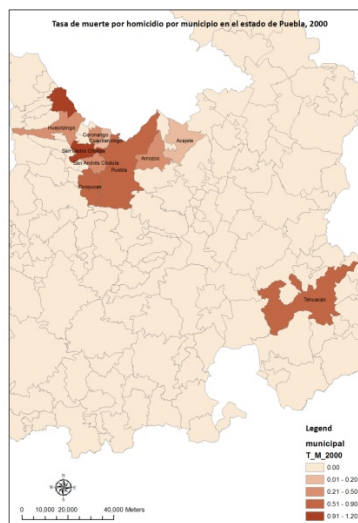 Tasa de muerte por homicidio por municipio en el estado de Puebla, 2000
Huejotzingo
Coronango
Cuautlancingo
San Pedro Cholula
San Andrés Cholula
Puebla
Amozoc
Acajete
Ocoyucan
Tehuacán
Legend
municipal
T_M_2000
0.00
0.01 - 0.20
0.21 - 0.50
0.51 - 0.90
0.91 - 1.20
0 10,000 20,000 40,000 Meters